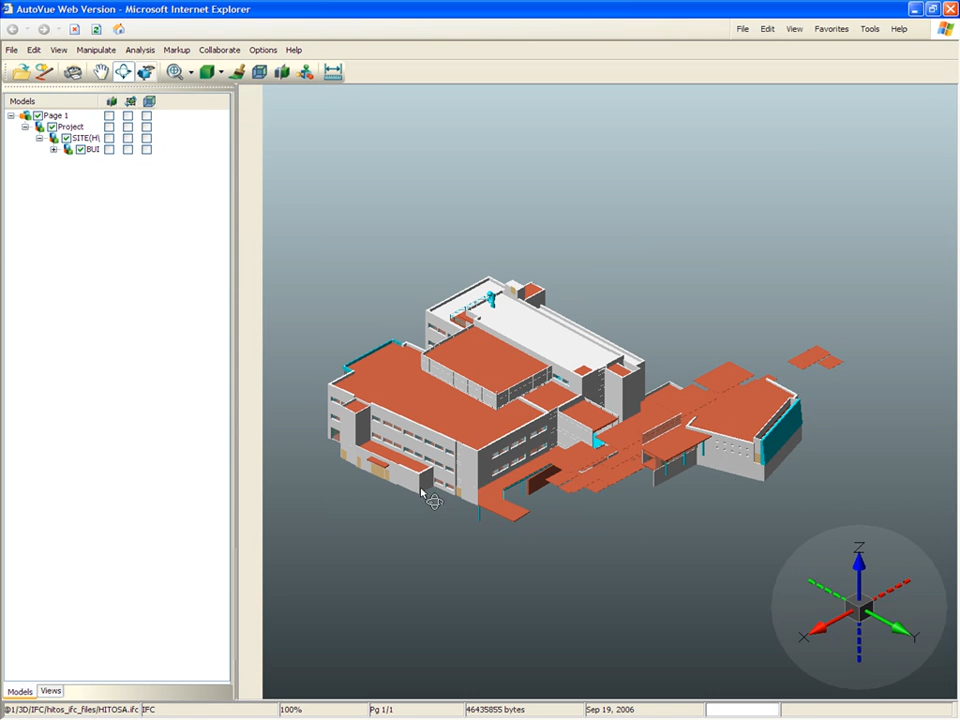 AutoVue Web Version - Microsoft Internet Explorer
File Edit View Favorites Tools Help
File Edit View Manipulate Analysis Markup Collaborate Options Help
Models
Page 1
Project
SITE(H\
BUI
Z
X Y
Models Views
@1/3D/IFC/hitos_ifc_files/HITOSA.ifc IFC 100% Pg 1/1 46435855 bytes Sep 19, 2006